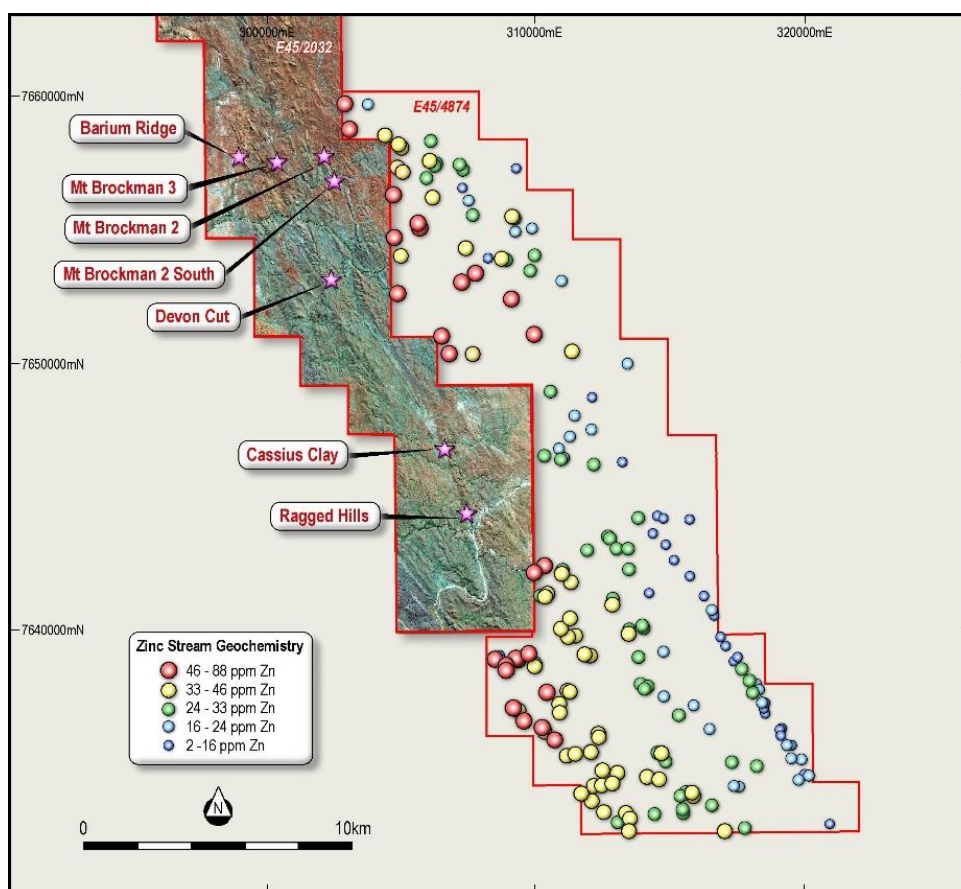 300000mE
310000mE
320000mE
E45/2032
7660000mN
E45/4874
Barium Ridge
Mt Brockman 3
Mt Brockman 2
Mt Brockman 2 South
Devon Cut
7650000mN
Cassius Clay
Ragged Hills
7640000mN
Zinc Stream Geochemistry
46 - 88 ppm Zn
33 - 46 ppm Zn
24 - 33 ppm Zn
16 - 24 ppm Zn
2 -16 ppm Zn
N
0
10km